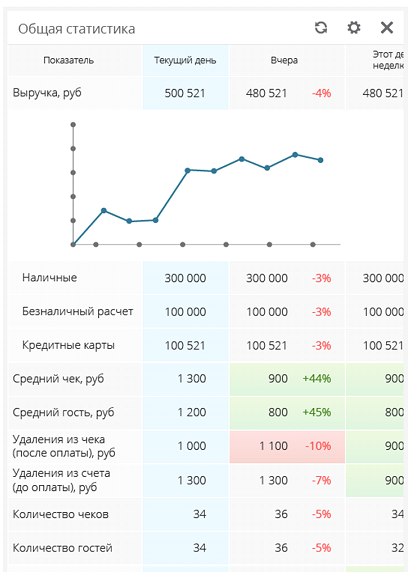 Общая статистика
Показатель Текущий день Вчера Этот
неделю
Выручка, руб 500 521 480 521 -4% 480 521
Наличные 300 000 300 000 -3% 300 000
Безналичный расчет 100 000 100 000 -3% 100 000
Кредитные карты 100 521 100 521 -3% 100 521
Средний чек, руб 1 300 900 +44% 900
Средний гость, руб 1 200 800 +45% 800
Удаления из чека
(после оплаты), руб 1 000 1 100 -10% 900
Удаления из счета
(до оплаты), руб 1 300 1 300 -7% 900
Количество чеков 34 36 -5% 34
Количество гостей 34 36 -5% 32